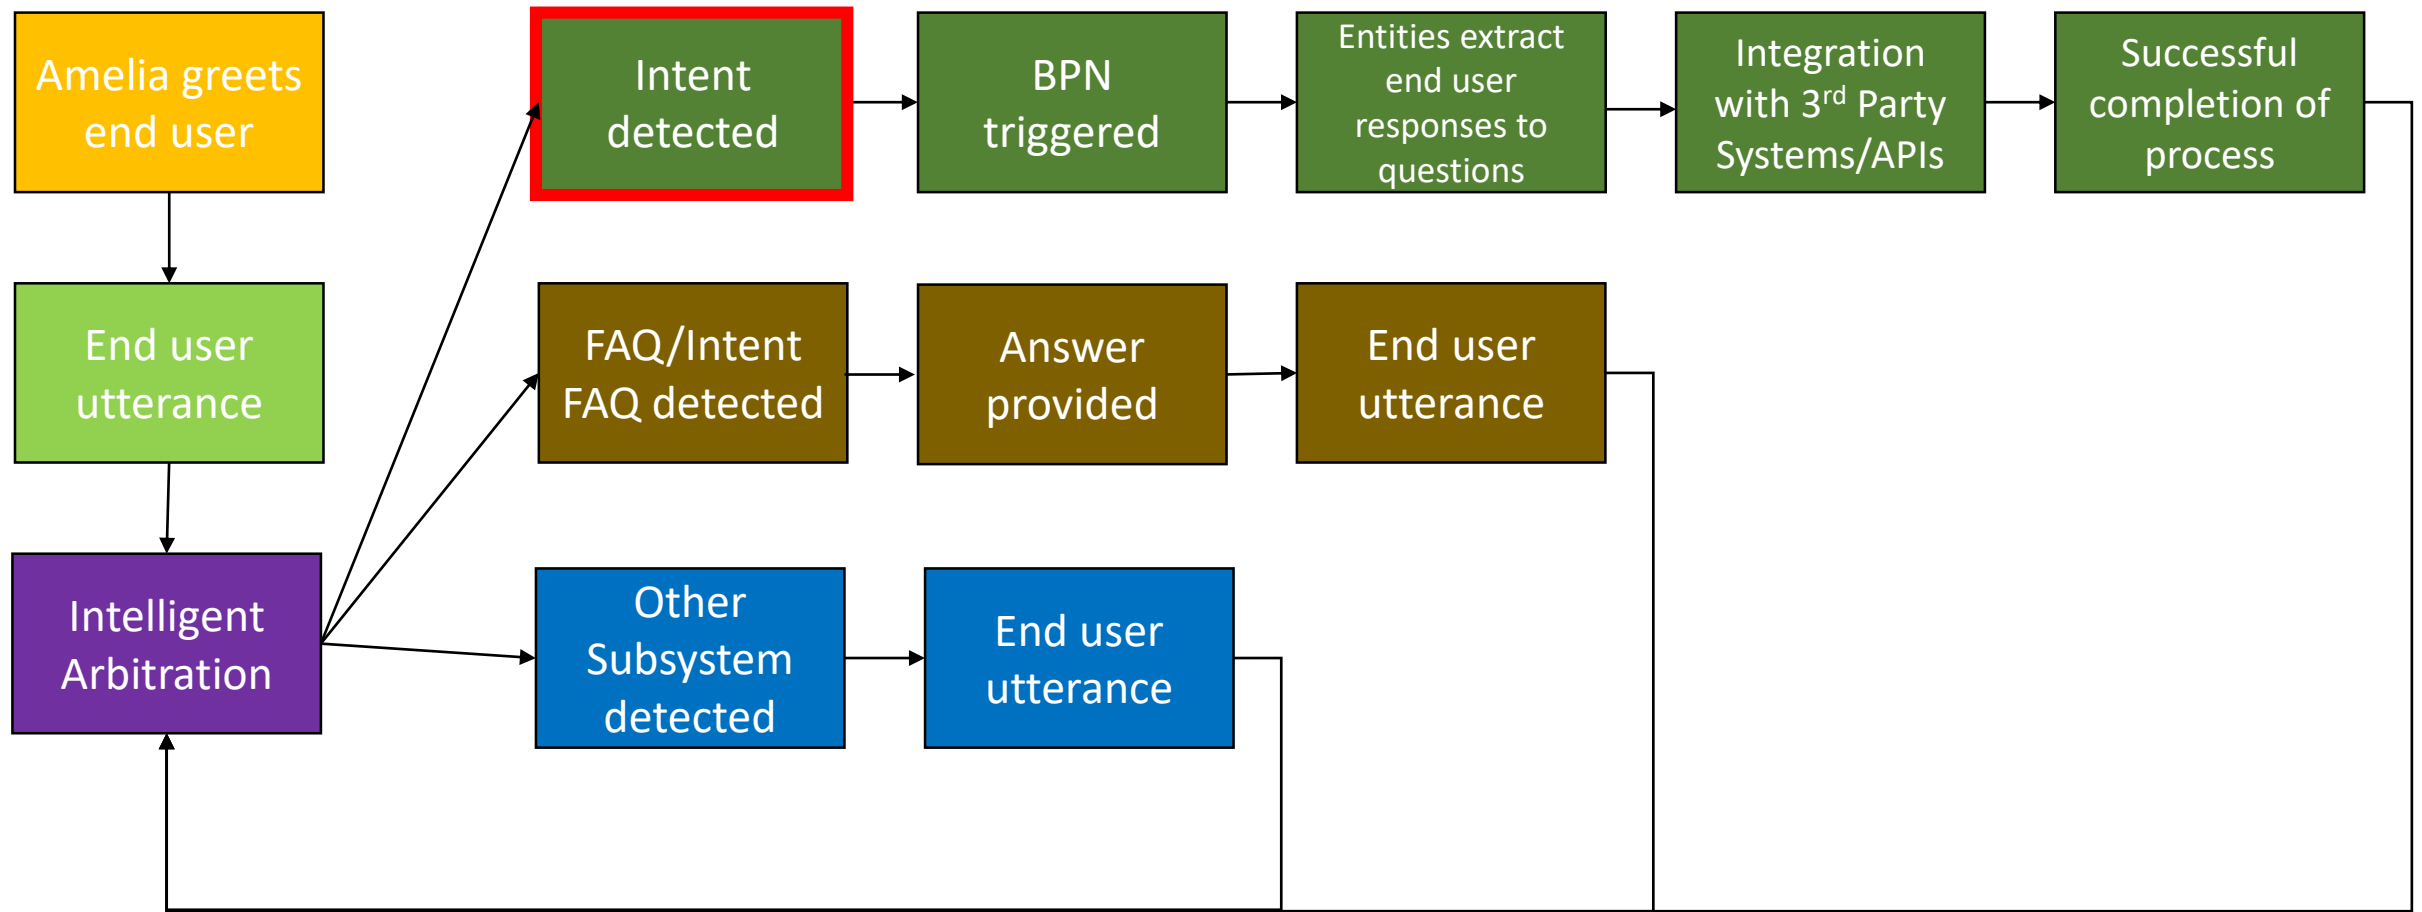 Amelia greets
end user
Intent
detected
BPN
triggered
Entities extract
end user
responses to
questions
Integration
with 3rd Party
Systems/APIs
Successful
completion of
process
End user
utterance
FAQ/Intent
FAQ detected
Answer
provided
End user
utterance
Intelligent
Arbitration
Other
Subsystem
detected
End user
utterance